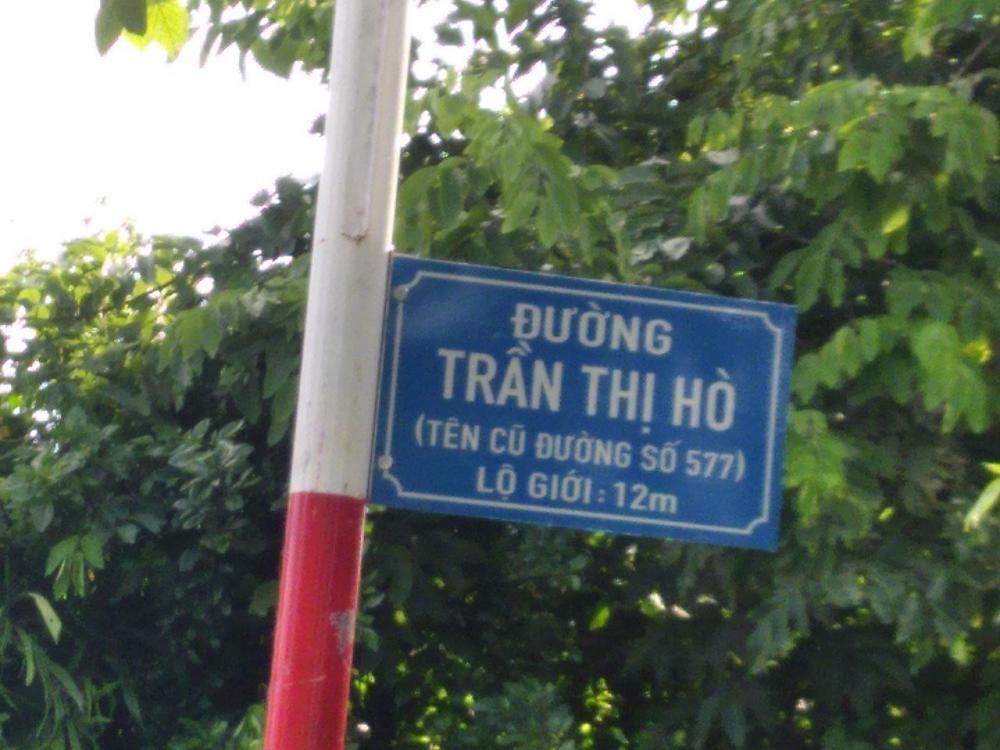 ĐƯỜNG
TRẦN THỊ HÒ
(TÊN CŨ ĐƯỜNG SỐ 577)
LỘ GIỚI : 12m